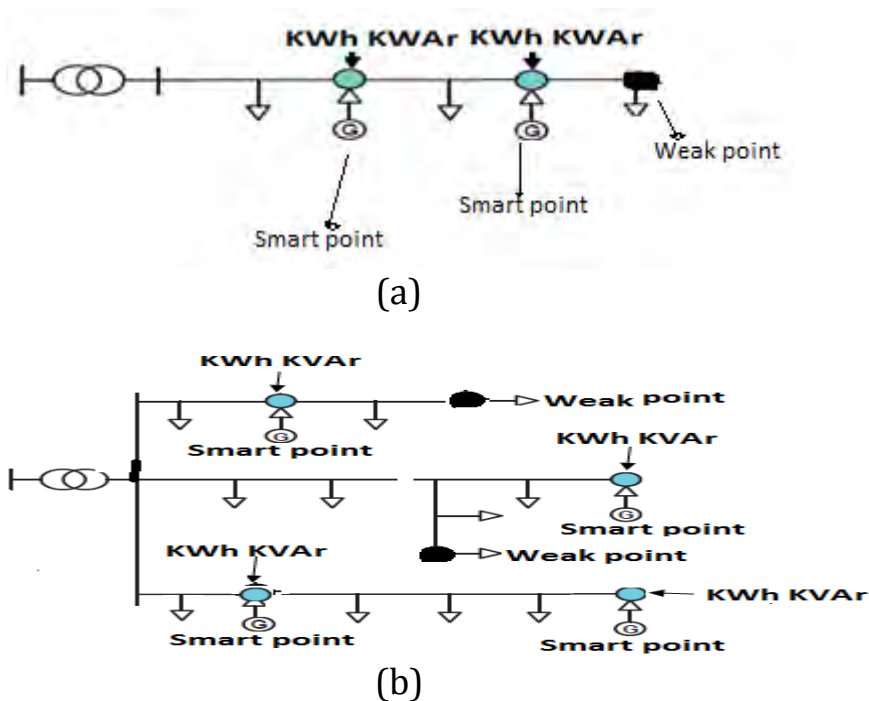 KWh KWAr KWh KWAr
G
G
Weak point
Smart point
Smart point
(a)
KWh KVAr
Weak point
G
Smart point
KWh KVAr
G
Smart point
Weak point
KWh KVAr
KWh KVAr
G
G
Smart point
Smart point
(b)